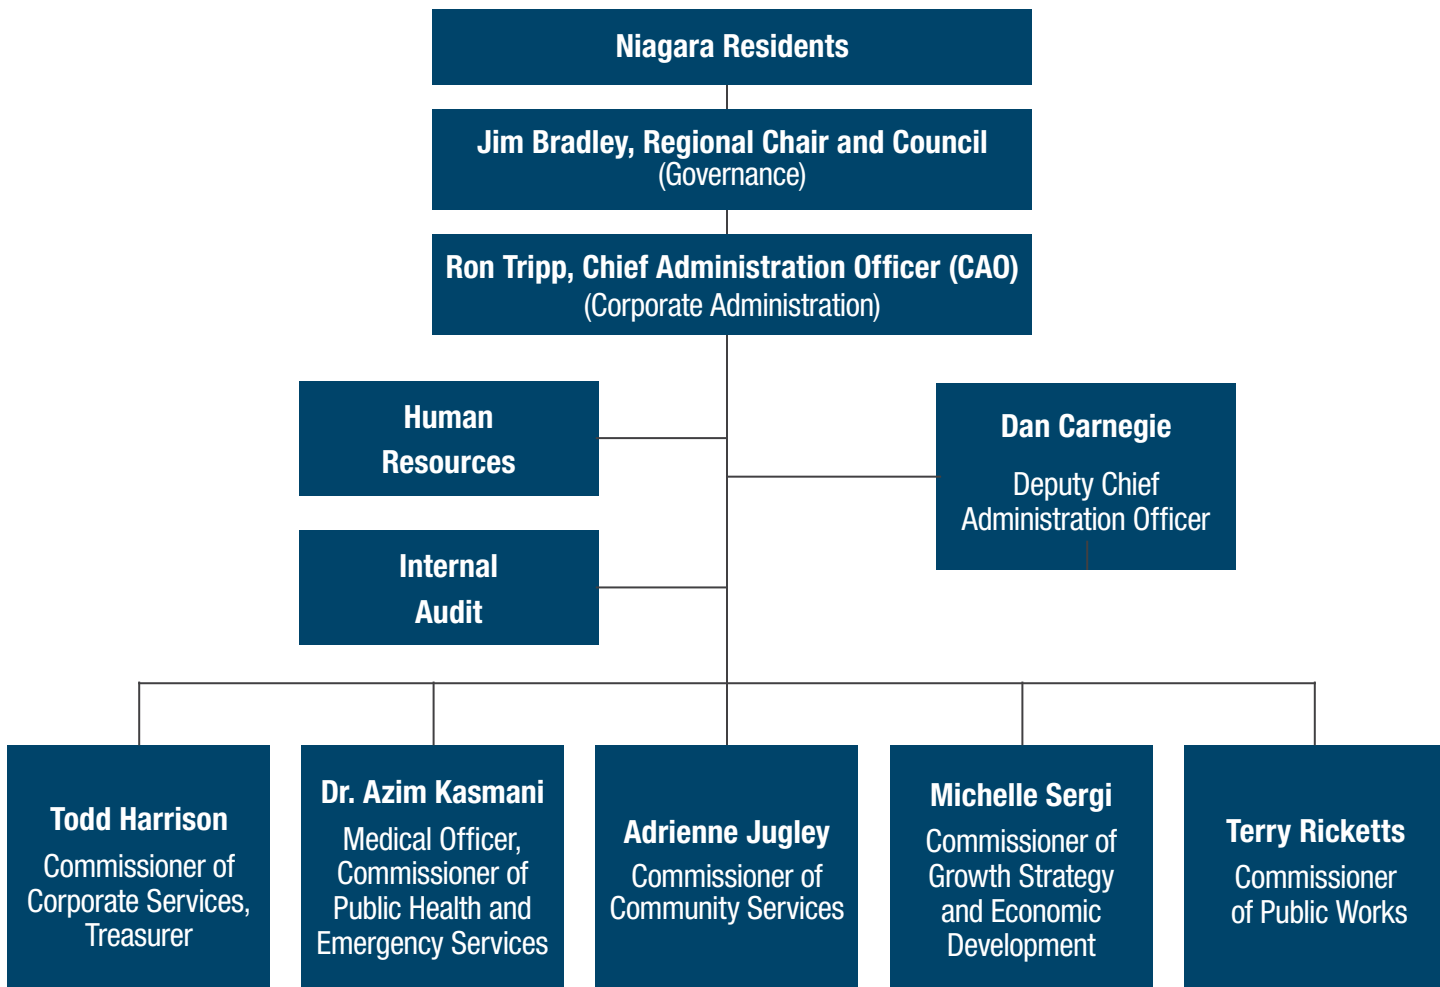 Niagara Residents
Jim Bradley, Regional Chair and Council
(Governance)
Ron Tripp, Chief Administration Officer (CAO)
(Corporate Administration)
Human
Resources
Dan Carnegie
Deputy Chief
Administration Officer
Internal
Audit
Todd Harrison
Commissioner of
Corporate Services,
Treasurer
Dr. Azim Kasmani
Medical Officer,
Commissioner of
Public Health and
Emergency Services
Adrienne Jugley
Commissioner of
Community Services
Michelle Sergi
Commissioner of
Growth Strategy
and Economic
Development
Terry Ricketts
Commissioner
of Public Works